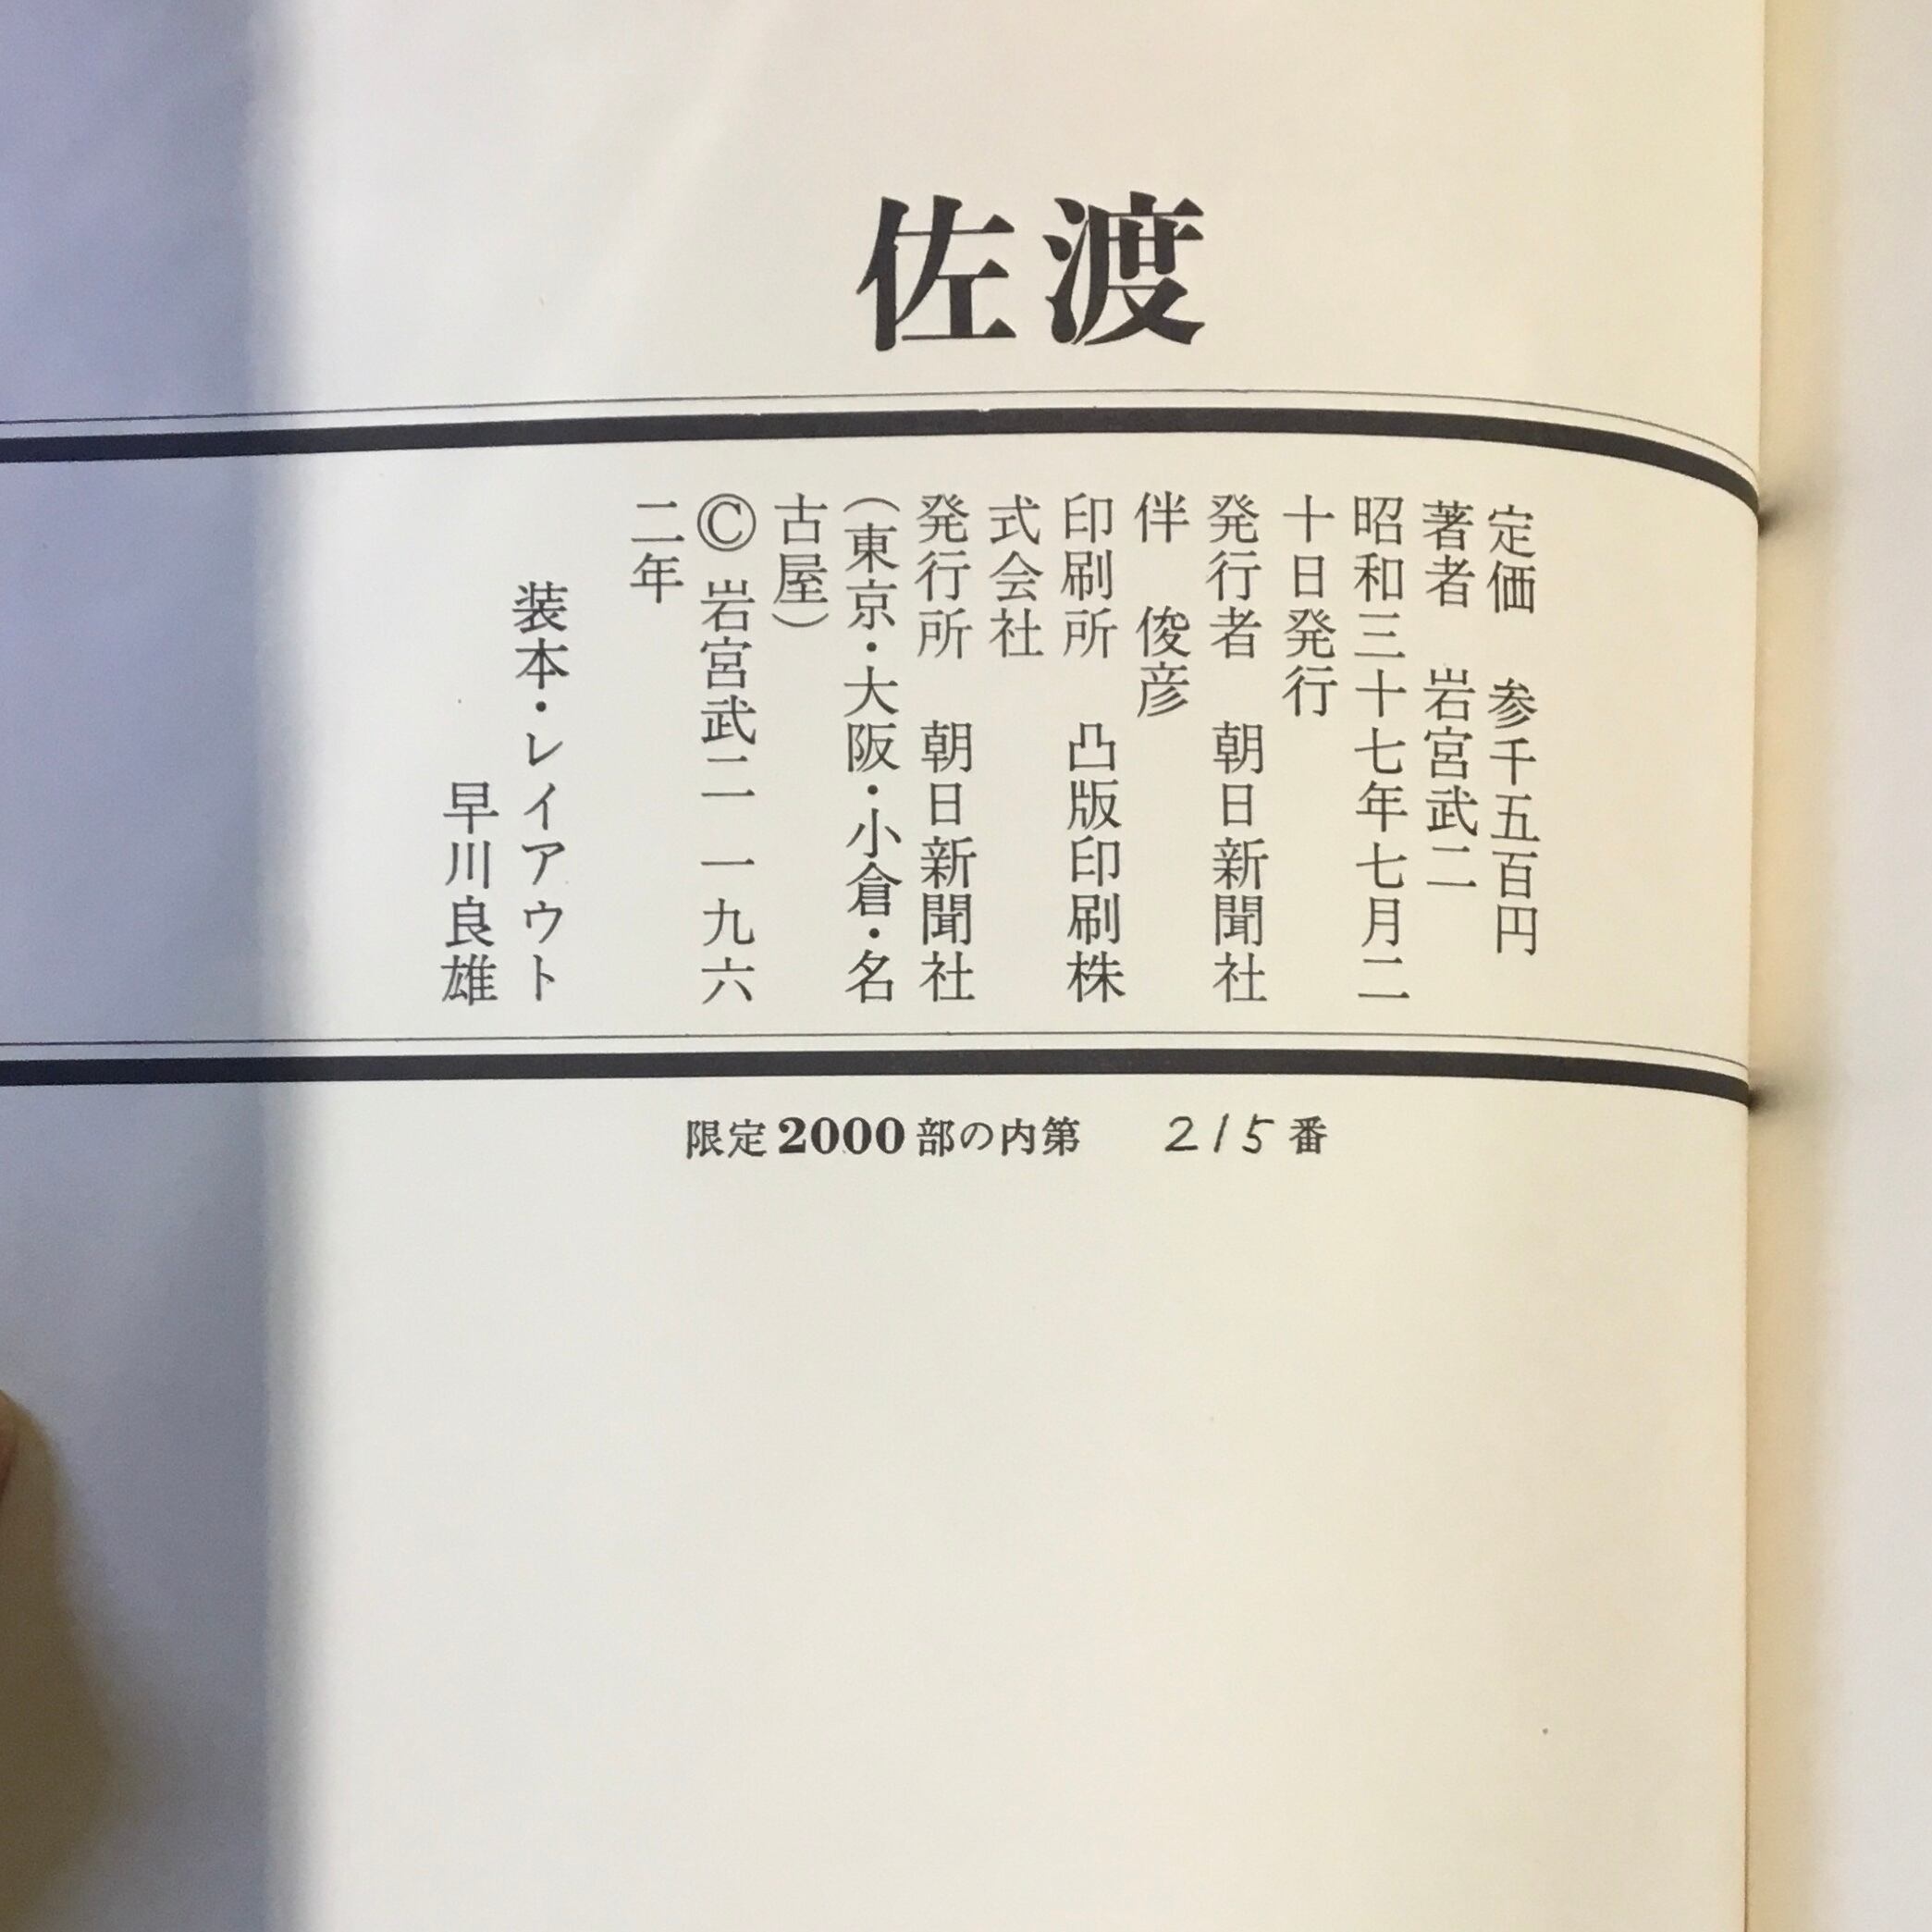 佐渡
定価　参千五百円
著者　岩宮武二
昭和三十七年七月二
十日発行
発行者　朝日新聞社
伴　俊彦
印刷所　凸版印刷株
式会社
発行所　朝日新聞社
（東京・大阪・小倉・名
古屋）
Ⓒ 岩宮武二 一九六
二年
装本・レイアウト
早川良雄
限定2000部の内第　215番